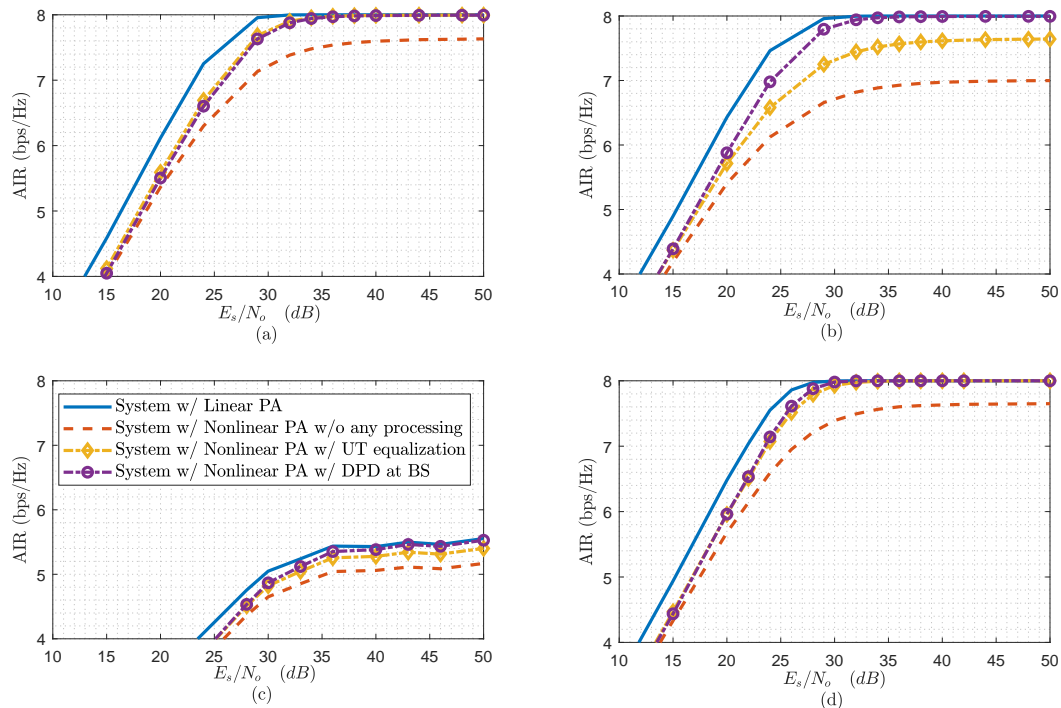 8
7
6
5
4
AIR (bps/Hz)
10 15 20 25 30 35 40 45 50
E_s/N_o (dB)
(a)
8
7
6
5
4
AIR (bps/Hz)
10 15 20 25 30 35 40 45 50
E_s/N_o (dB)
(b)
8
7
6
5
4
AIR (bps/Hz)
System w/ Linear PA
System w/ Nonlinear PA w/o any processing
System w/ Nonlinear PA w/ UT equalization
System w/ Nonlinear PA w/ DPD at BS
10 15 20 25 30 35 40 45 50
E_s/N_o (dB)
(c)
8
7
6
5
4
AIR (bps/Hz)
10 15 20 25 30 35 40 45 50
E_s/N_o (dB)
(d)